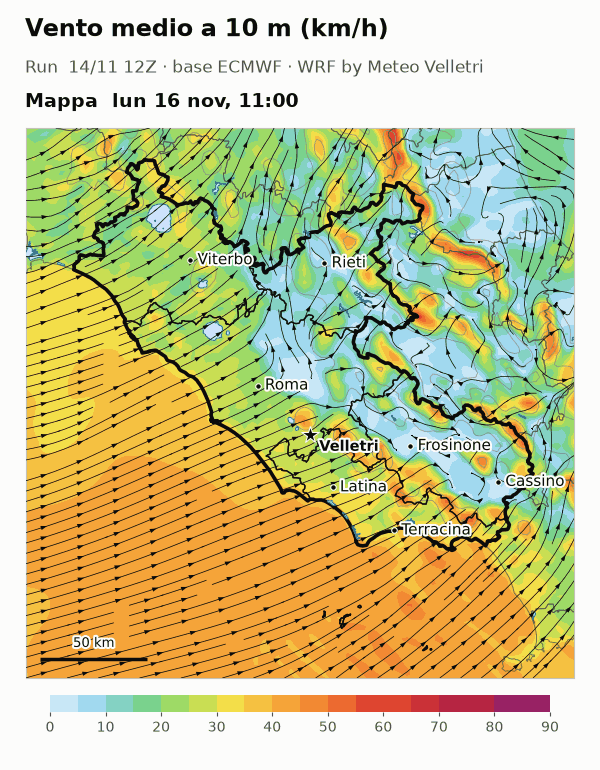 Vento medio a 10 m (km/h)
Run 14/11 12Z · base ECMWF · WRF by Meteo Velletri
Mappa lun 16 nov, 11:00
Viterbo
Rieti
Roma
Velletri
Frosinone
Cassino
Latina
Terracina
50 km
0 10 20 30 40 50 60 70 80 90